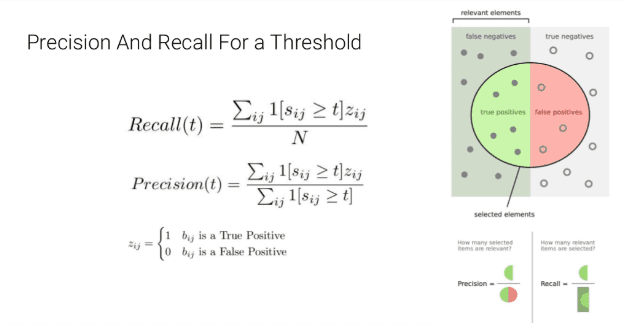 Precision And Recall For a Threshold
Recall(t) = ∑ij 1[sij ≥ t]zij / N
Precision(t) = ∑ij 1[sij ≥ t]zij / ∑ij 1[sij ≥ t]
zij = { 1 bij is a True Positive
0 bij is a False Positive
relevant elements
false negatives true negatives
true positives false positives
selected elements
How many selected
items are relevant?
How many relevant
items are selected?
Precision =
Recall =